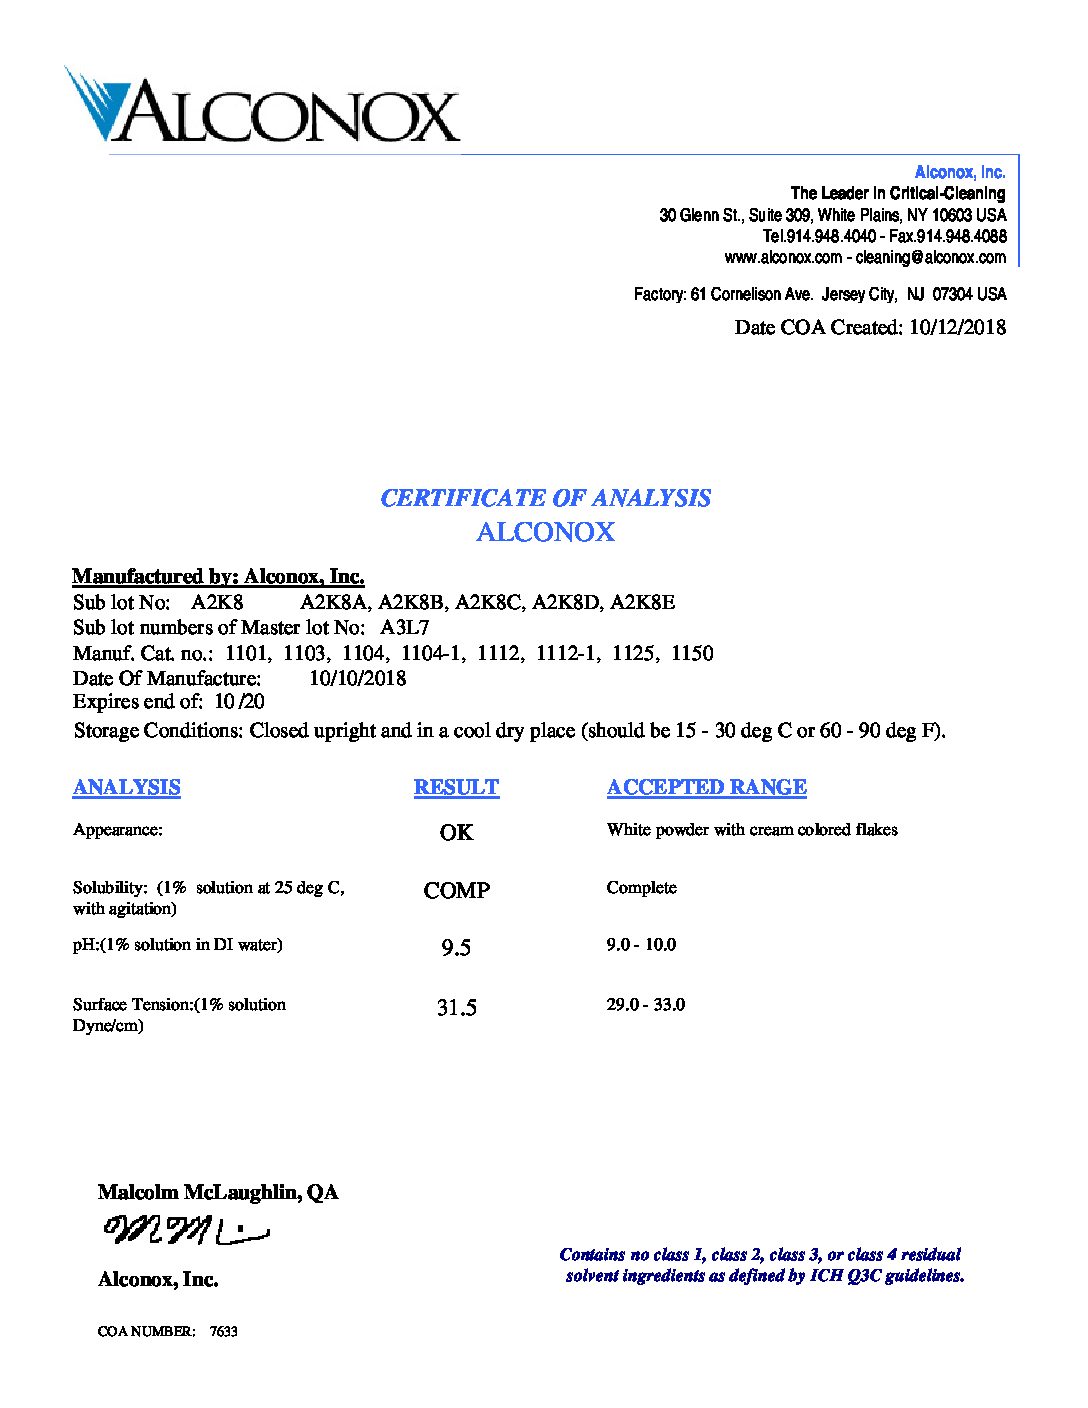 ALCONOX
Alconox, Inc.
The Leader in Critical-Cleaning
30 Glenn St., Suite 309, White Plains, NY 10603 USA
Tel.914.948.4040 - Fax.914.948.4088
www.alconox.com - cleaning@alconox.com
Factory: 61 Cornelison Ave. Jersey City, NJ 07304 USA
Date COA Created: 10/12/2018
CERTIFICATE OF ANALYSIS
ALCONOX
Manufactured by: Alconox, Inc.
Sub lot No: A2K8 A2K8A, A2K8B, A2K8C, A2K8D, A2K8E
Sub lot numbers of Master lot No: A3L7
Manuf. Cat. no.: 1101, 1103, 1104, 1104-1, 1112, 1112-1, 1125, 1150
Date Of Manufacture: 10/10/2018
Expires end of: 10 /20
Storage Conditions: Closed upright and in a cool dry place (should be 15 - 30 deg C or 60 - 90 deg F).
ANALYSIS RESULT ACCEPTED RANGE
Appearance: OK White powder with cream colored flakes
Solubility: (1% solution at 25 deg C, COMP Complete
with agitation)
pH:(1% solution in DI water) 9.5 9.0 - 10.0
Surface Tension:(1% solution 31.5 29.0 - 33.0
Dyne/cm)
Malcolm McLaughlin, QA
Alconox, Inc.
Contains no class 1, class 2, class 3, or class 4 residual
solvent ingredients as defined by ICH Q3C guidelines.
COA NUMBER: 7633